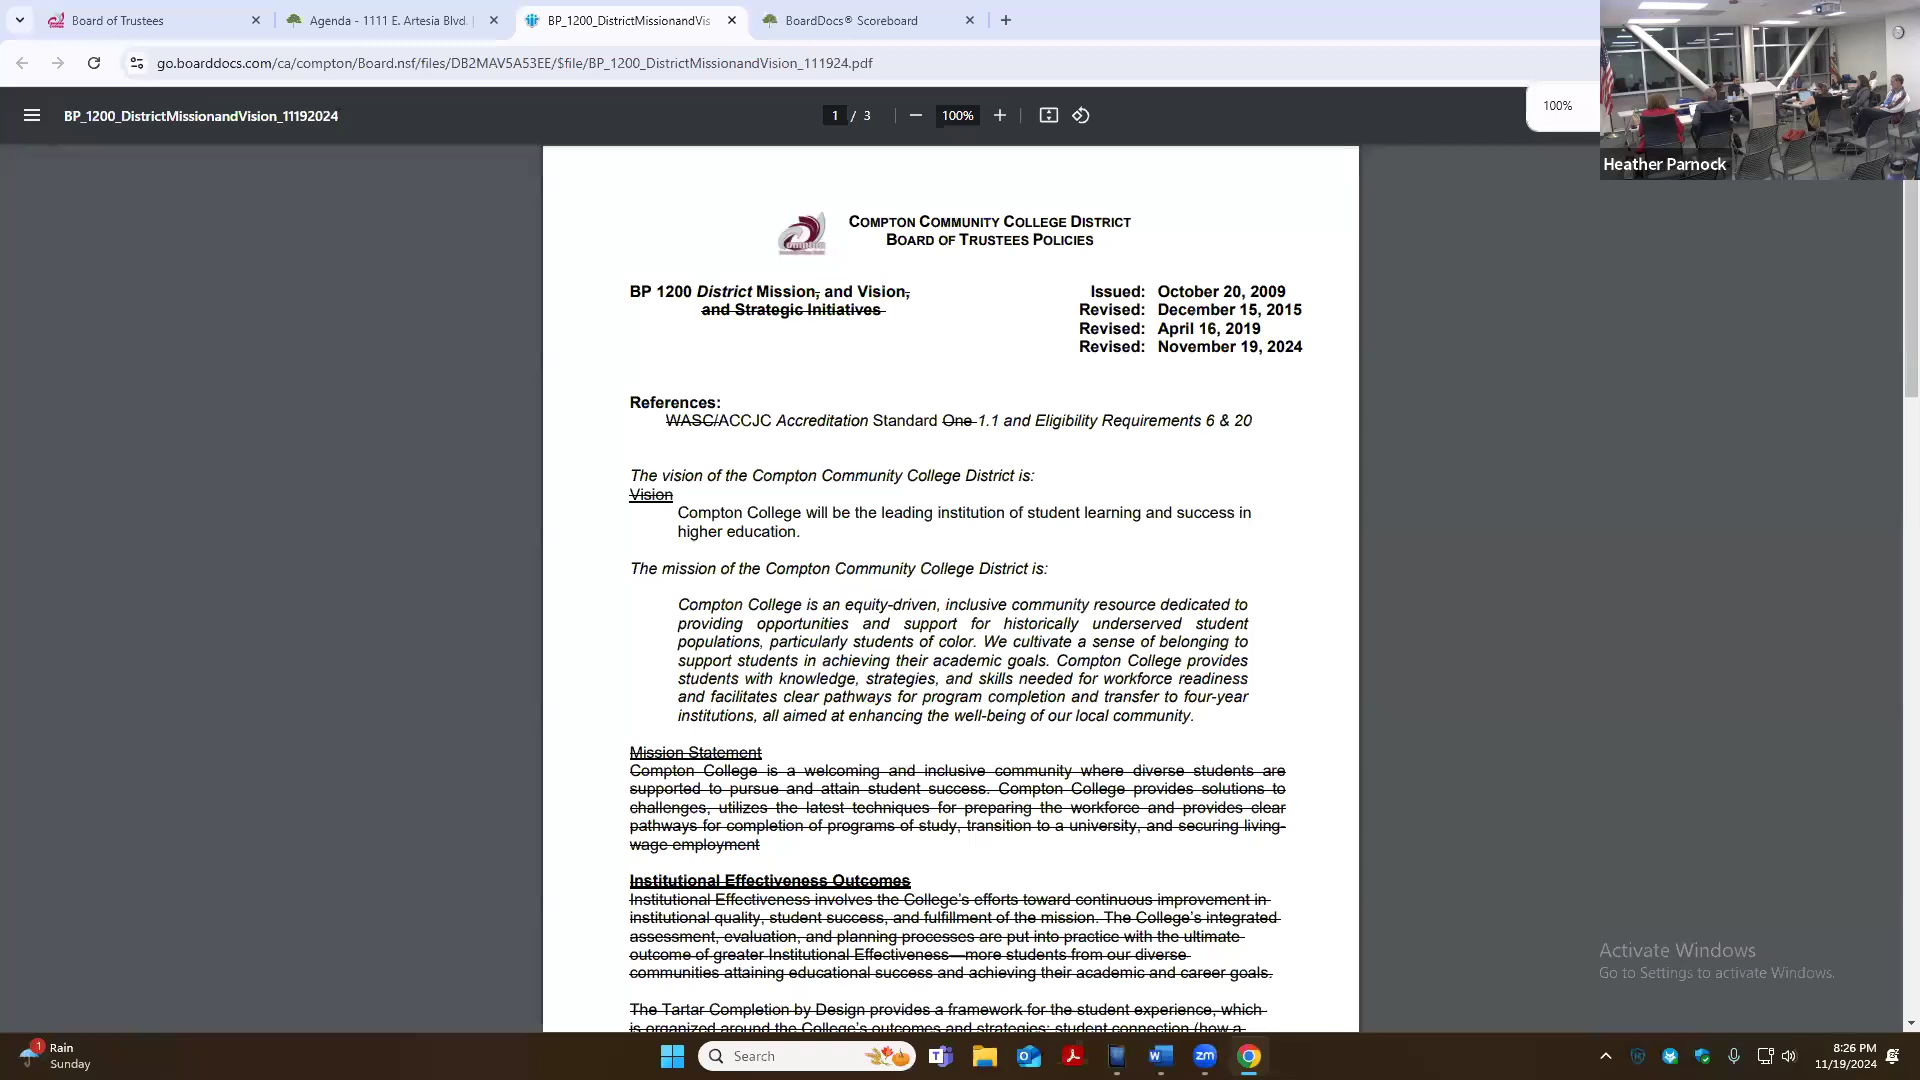 Board of Trustees
Agenda - 1111 E. Artesia Blvd. |
BP_1200_DistrictMissionandVis
BoardDocs® Scoreboard
go.boarddocs.com/ca/compton/Board.nsf/files/DB2MAV5A53EE/$file/BP_1200_DistrictMissionandVision_111924.pdf
BP_1200_DistrictMissionandVision_11192024
1 / 3
100%
100%
Heather Parnock
COMPTON COMMUNITY COLLEGE DISTRICT
BOARD OF TRUSTEES POLICIES
BP 1200 District Mission, and Vision,
and Strategic Initiatives
Issued: October 20, 2009
Revised: December 15, 2015
Revised: April 16, 2019
Revised: November 19, 2024
References:
WASC/ACCJC Accreditation Standard One 1.1 and Eligibility Requirements 6 & 20
The vision of the Compton Community College District is:
Vision
Compton College will be the leading institution of student learning and success in
higher education.
The mission of the Compton Community College District is:
Compton College is an equity-driven, inclusive community resource dedicated to
providing opportunities and support for historically underserved student
populations, particularly students of color. We cultivate a sense of belonging to
support students in achieving their academic goals. Compton College provides
students with knowledge, strategies, and skills needed for workforce readiness
and facilitates clear pathways for program completion and transfer to four-year
institutions, all aimed at enhancing the well-being of our local community.
Mission Statement
Compton College is a welcoming and inclusive community where diverse students are
supported to pursue and attain student success. Compton College provides solutions to
challenges, utilizes the latest techniques for preparing the workforce and provides clear
pathways for completion of programs of study, transition to a university, and securing living-
wage employment
Institutional Effectiveness Outcomes
Institutional Effectiveness involves the College's efforts toward continuous improvement in
institutional quality, student success, and fulfillment of the mission. The College's integrated
assessment, evaluation, and planning processes are put into practice with the ultimate
outcome of greater Institutional Effectiveness—more students from our diverse
communities attaining educational success and achieving their academic and career goals.
The Tartar Completion by Design provides a framework for the student experience, which
is organized around the College's outcomes and strategies: student connection (how a
Activate Windows
Go to Settings to activate Windows.
1
Rain
Sunday
Search
zm
8:26 PM
11/19/2024